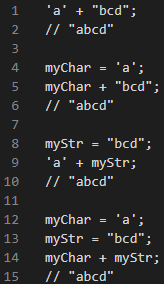 1 'a' + "bcd";
2 // "abcd"
3
4 myChar = 'a';
5 myChar + "bcd";
6 // "abcd"
7
8 myStr = "bcd";
9 'a' + myStr;
10 // "abcd"
11
12 myChar = 'a';
13 myStr = "bcd";
14 myChar + myStr;
15 // "abcd"